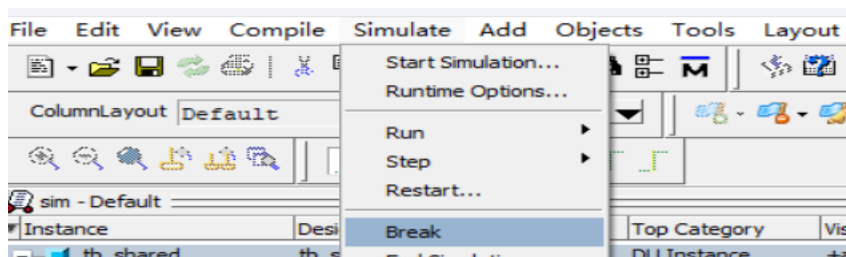 File Edit View Compile Simulate Add Objects Tools Layout
Start Simulation...
Runtime Options...
ColumnLayout Default
Run
Step
Restart...
sim - Default
Instance Top Category
Break
tb_shared DU Instance